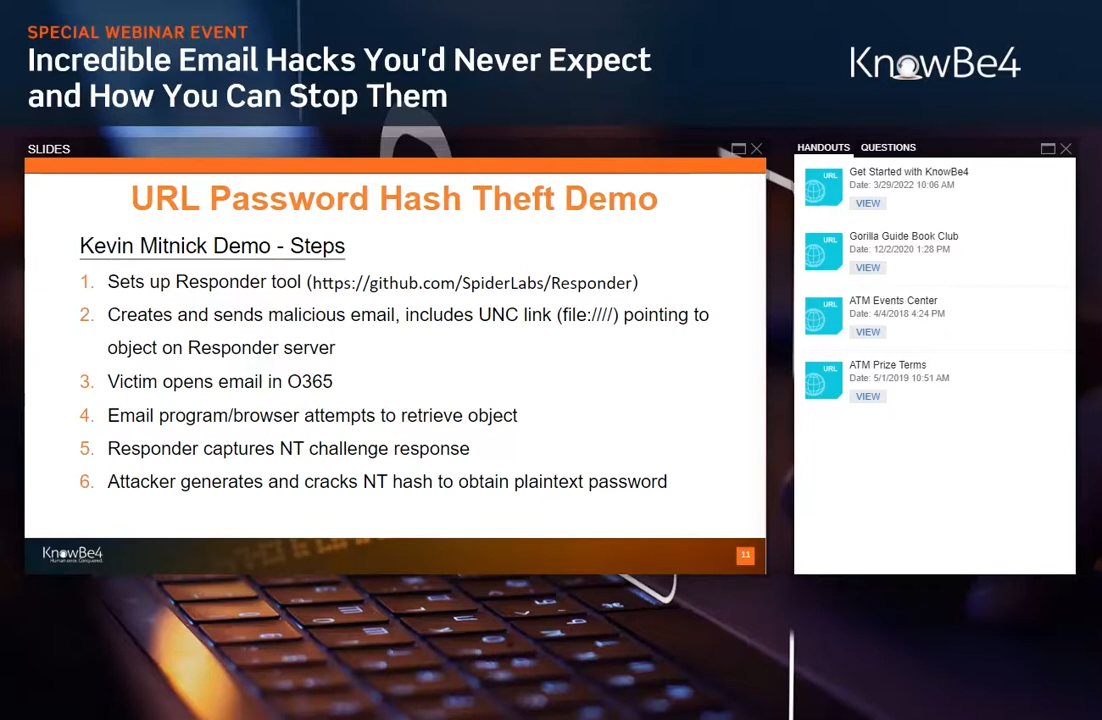 SPECIAL WEBINAR EVENT
Incredible Email Hacks You'd Never Expect
and How You Can Stop Them
KnowBe4
SLIDES
URL Password Hash Theft Demo
Kevin Mitnick Demo - Steps
1. Sets up Responder tool (https://github.com/SpiderLabs/Responder)
2. Creates and sends malicious email, includes UNC link (file:////) pointing to
object on Responder server
3. Victim opens email in O365
4. Email program/browser attempts to retrieve object
5. Responder captures NT challenge response
6. Attacker generates and cracks NT hash to obtain plaintext password
KnowBe4
Human error. Conquered.
11
HANDOUTS QUESTIONS
URL
Get Started with KnowBe4
Date: 3/29/2022 10:06 AM
VIEW
URL
Gorilla Guide Book Club
Date: 12/2/2020 1:28 PM
VIEW
URL
ATM Events Center
Date: 4/4/2018 4:24 PM
VIEW
URL
ATM Prize Terms
Date: 5/1/2019 10:51 AM
VIEW